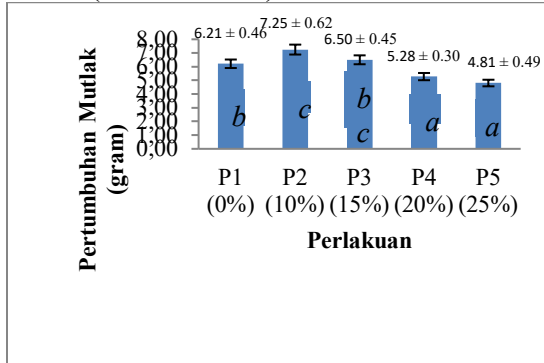 6.21 ± 0.46 7.25 ± 0.62 6.50 ± 0.45 5.28 ± 0.30 4.81 ± 0.49
8,00
7,00
6,00
5,00
4,00
3,00
2,00
1,00
0,00
Pertumbuhan Mutlak
(gram)
b c b c a a
P1 P2 P3 P4 P5
(0%) (10%) (15%) (20%) (25%)
Perlakuan